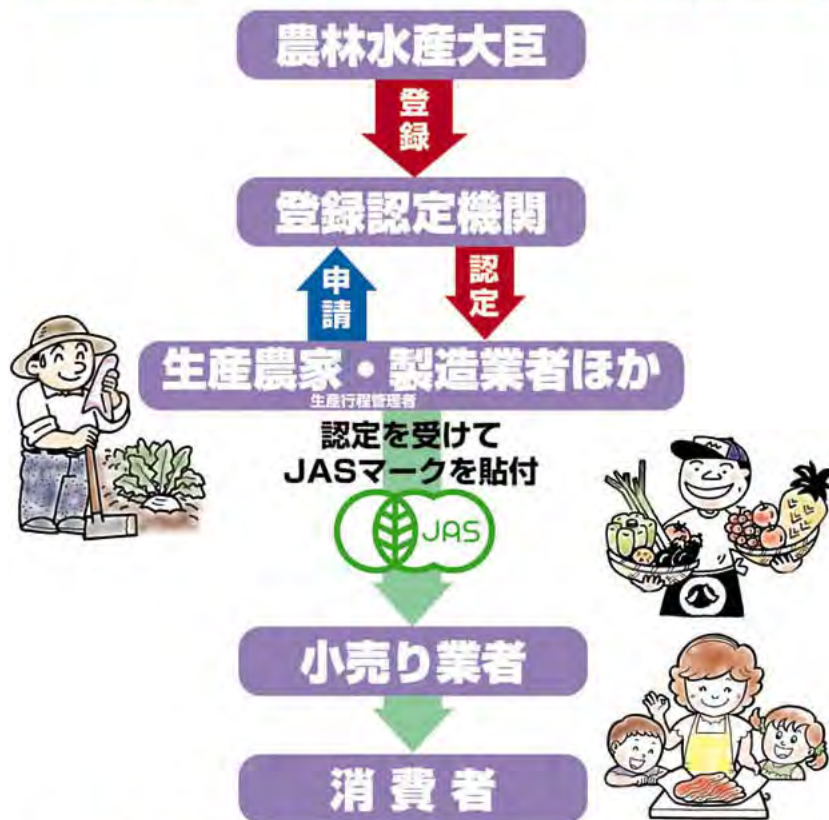 農林水産大臣
登録
登録認定機関
申請
認定
生産農家・製造業者ほか
生産行程管理者
認定を受けて
JASマークを貼付
JAS
小売り業者
消費者